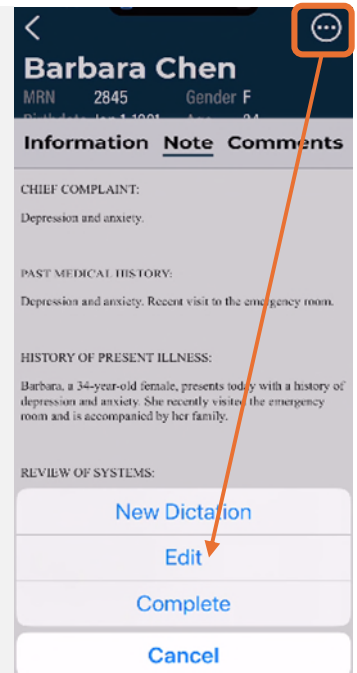 Barbara Chen
MRN 2845 Gender F
Information Note Comments
CHIEF COMPLAINT:
Depression and anxiety.
PAST MEDICAL HISTORY:
Depression and anxiety. Recent visit to the emergency room.
HISTORY OF PRESENT ILLNESS:
Barbara, a 34-year-old female, presents today with a history of
depression and anxiety. She recently visited the emergency
room and is accompanied by her family.
REVIEW OF SYSTEMS:
New Dictation
Edit
Complete
Cancel